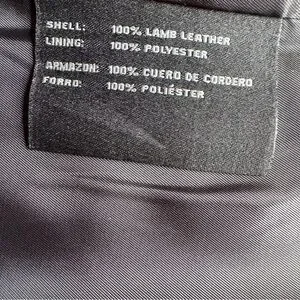 SHELL: 100% LAMB LEATHER
LINING: 100% POLYESTER
ARMAZON: 100% CUERO DE CORDERO
FORRO: 100% POLIÉSTER